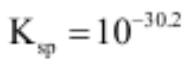 K_sp = 10^-30.2